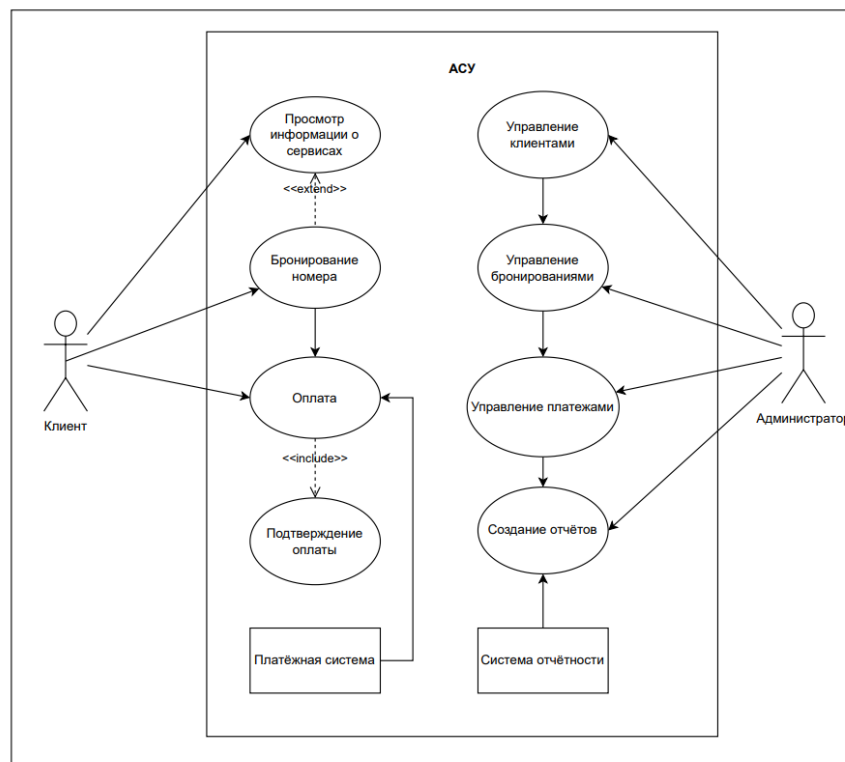 АСУ
Просмотр
информации о
сервисах
Управление
клиентами
<<extend>>
Бронирование
номера
Управление
бронированиями
Клиент
Оплата
Управление платежами
Администратор
<<include>>
Подтверждение
оплаты
Создание отчётов
Платёжная система
Система отчётности